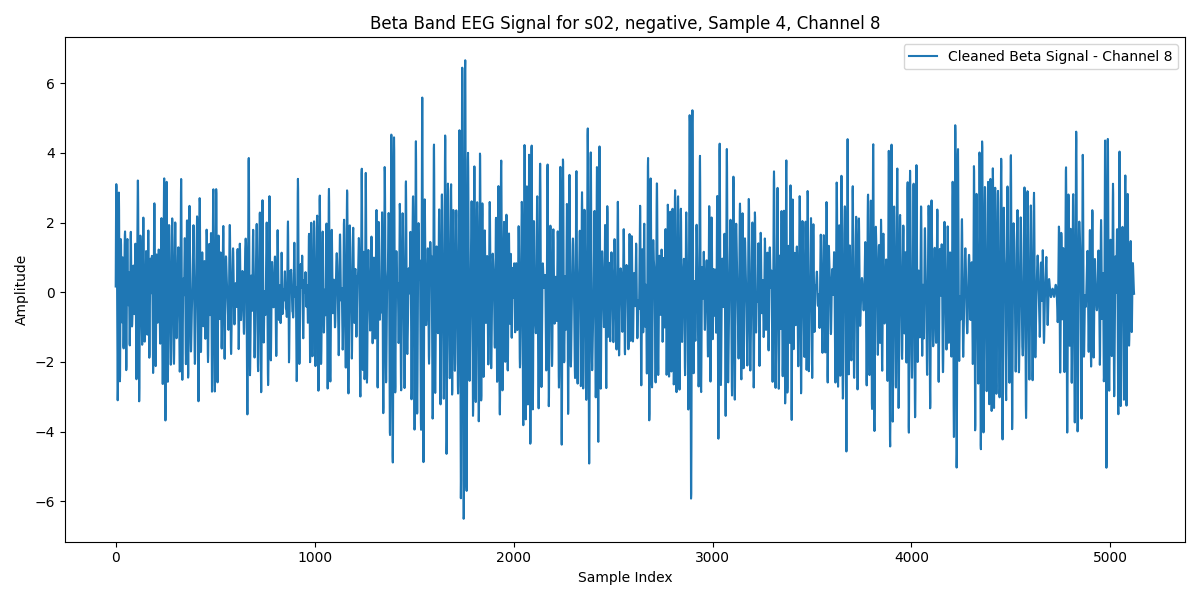 Beta Band EEG Signal for s02, negative, Sample 4, Channel 8
Cleaned Beta Signal - Channel 8
Amplitude
6
4
2
0
−2
−4
−6
0 1000 2000 3000 4000 5000
Sample Index